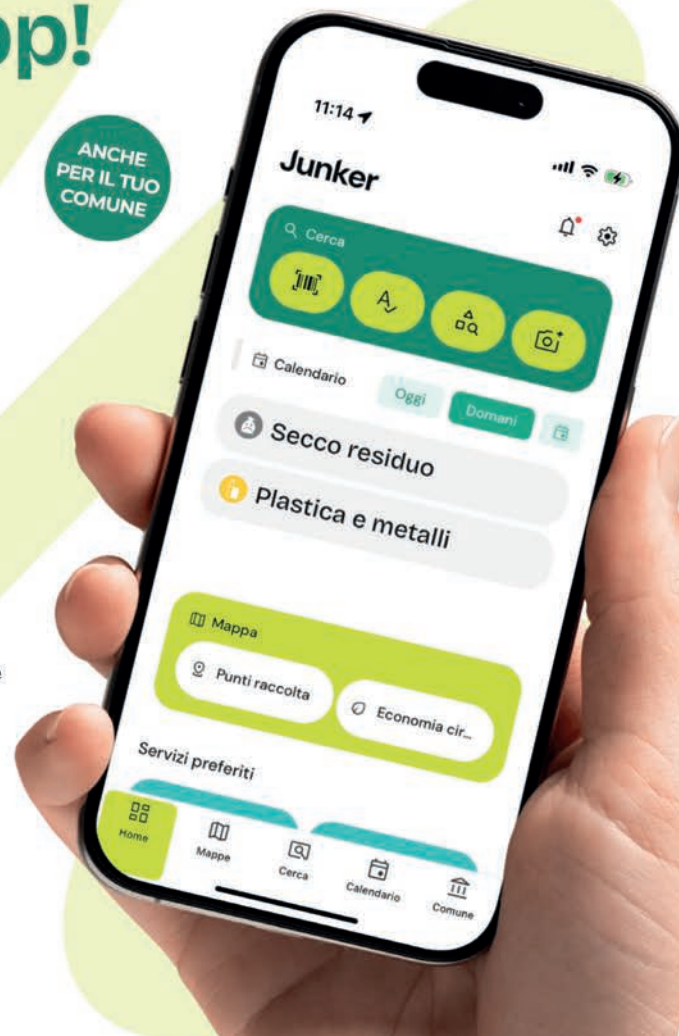 pp!
ANCHE
PER IL TUO
COMUNE
11:14
Junker
Cerca
Calendario
Oggi
Domani
Secco residuo
Plastica e metalli
Mappa
Punti raccolta
Economia cir...
Servizi preferiti
Home
Mappe
Cerca
Calendario
Comune
e